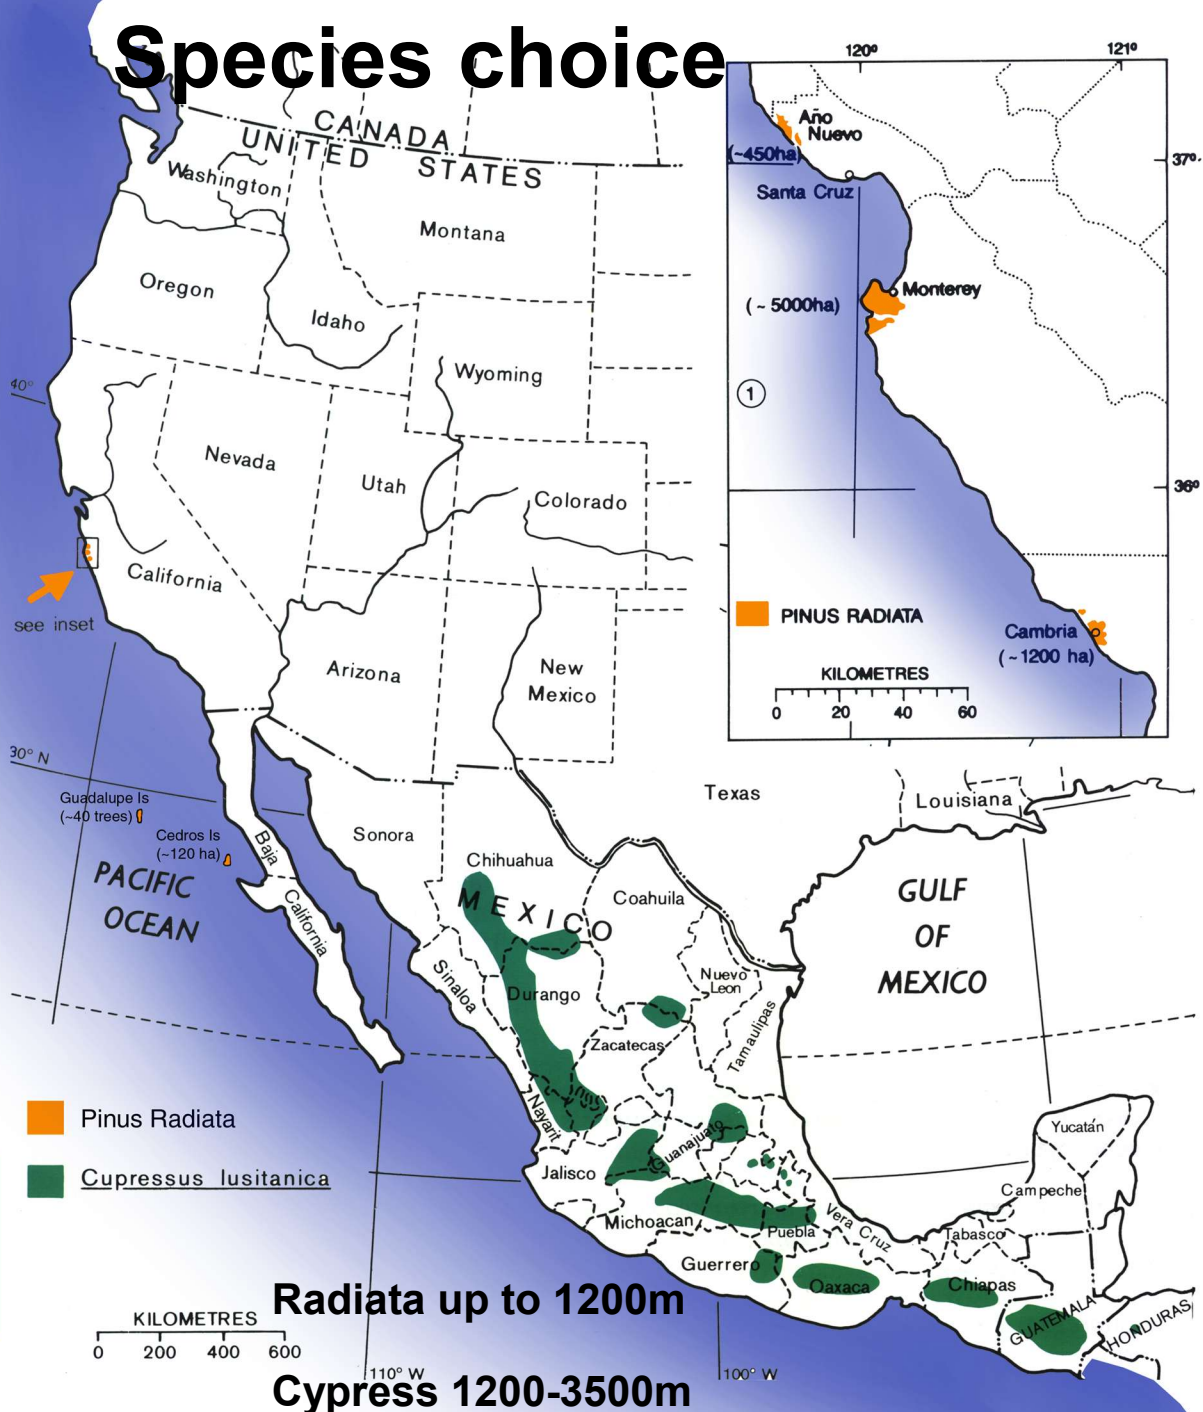 Species choice
CANADA
UNITED STATES
Washington
Montana
Oregon
Idaho
Wyoming
40°
Nevada
Utah
Colorado
California
see inset
Arizona
New
Mexico
30° N
Guadalupe Is
(~40 trees)
Cedros Is
(~120 ha)
PACIFIC
OCEAN
Baja
California
Sonora
Chihuahua
MEXICO
Coahuila
Texas
Louisiana
GULF
OF
MEXICO
Sinaloa
Durango
Nuevo
Leon
Zacatecas
Tamaulipas
Nayarit
Jalisco
Guanajuato
Michoacan
Puebla
Vera Cruz
Guerrero
Oaxaca
Tabasco
Chiapas
Campeche
Yucatán
GUATEMALA
HONDURAS
Pinus Radiata
Cupressus lusitanica
Radiata up to 1200m
Cypress 1200-3500m
KILOMETRES
0 200 400 600
110° W
100° W
120°
121°
Año
Nuevo
(~450ha)
37°
Santa Cruz
Monterey
(~ 5000ha)
1
36°
PINUS RADIATA
Cambria
(~1200 ha)
KILOMETRES
0 20 40 60